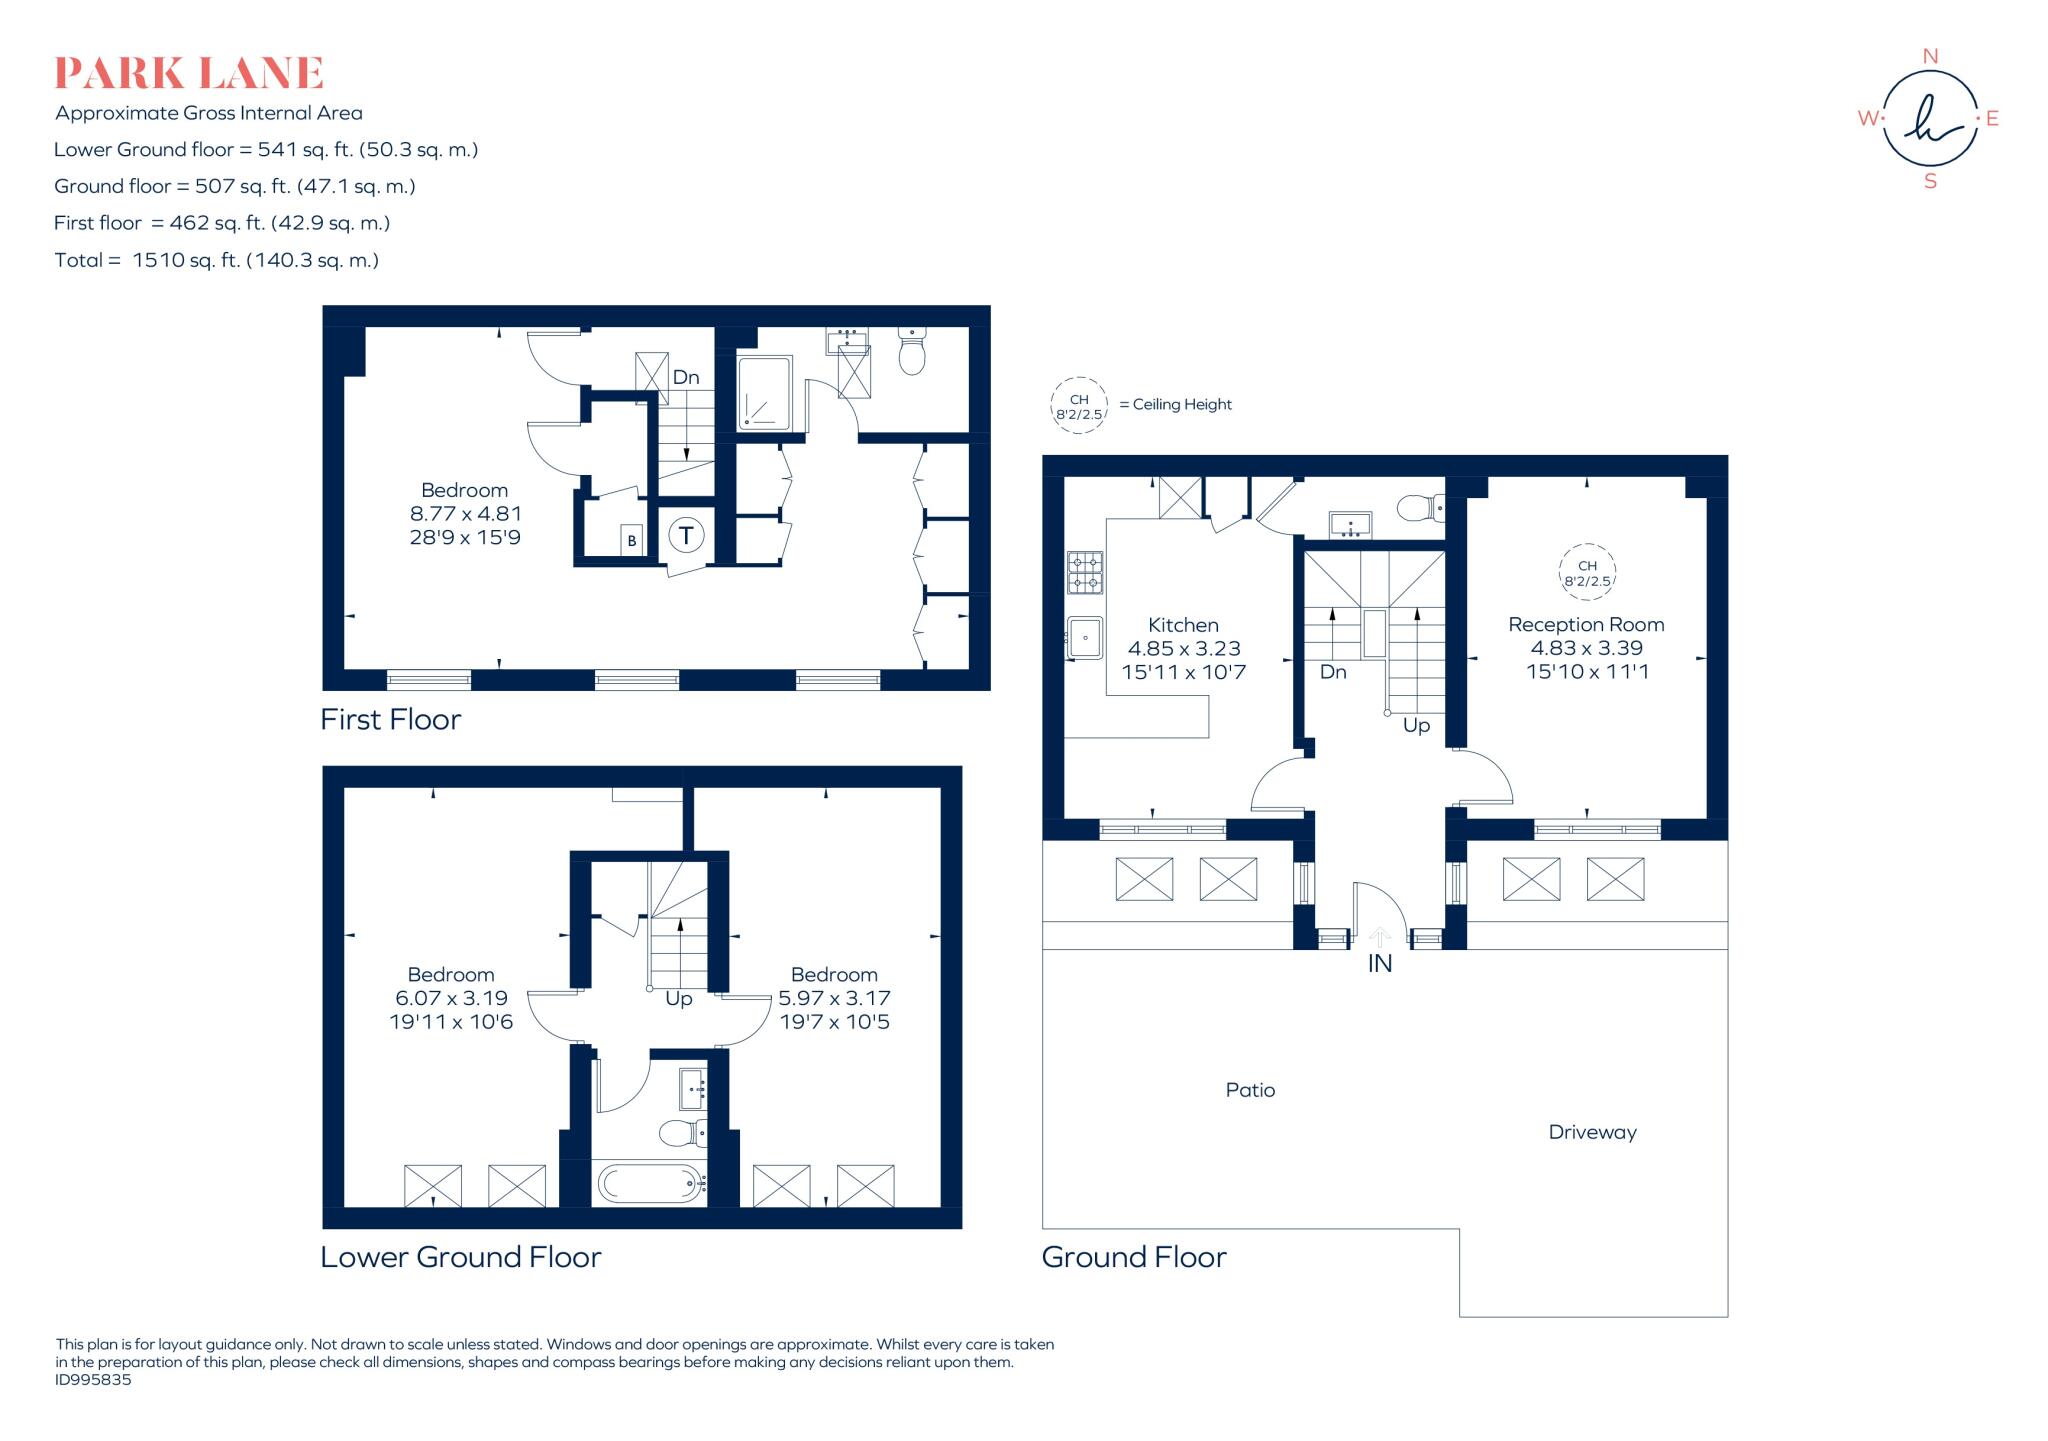 PARK LANE
Approximate Gross Internal Area
Lower Ground floor = 541 sq. ft. (50.3 sq. m.)
Ground floor = 507 sq. ft. (47.1 sq. m.)
First floor = 462 sq. ft. (42.9 sq. m.)
Total = 1510 sq. ft. (140.3 sq. m.)
N
W
E
S
Dn
Bedroom
8.77 x 4.81
28'9 x 15'9
B
T
First Floor
CH
8'2/2.5
= Ceiling Height
Kitchen
4.85 x 3.23
15'11 x 10'7
Dn
Up
CH
8'2/2.5
Reception Room
4.83 x 3.39
15'10 x 11'1
IN
Patio
Driveway
Ground Floor
Bedroom
6.07 x 3.19
19'11 x 10'6
Up
Bedroom
5.97 x 3.17
19'7 x 10'5
Lower Ground Floor
This plan is for layout guidance only. Not drawn to scale unless stated. Windows and door openings are approximate. Whilst every care is taken
in the preparation of this plan, please check all dimensions, shapes and compass bearings before making any decisions reliant upon them.
ID995835